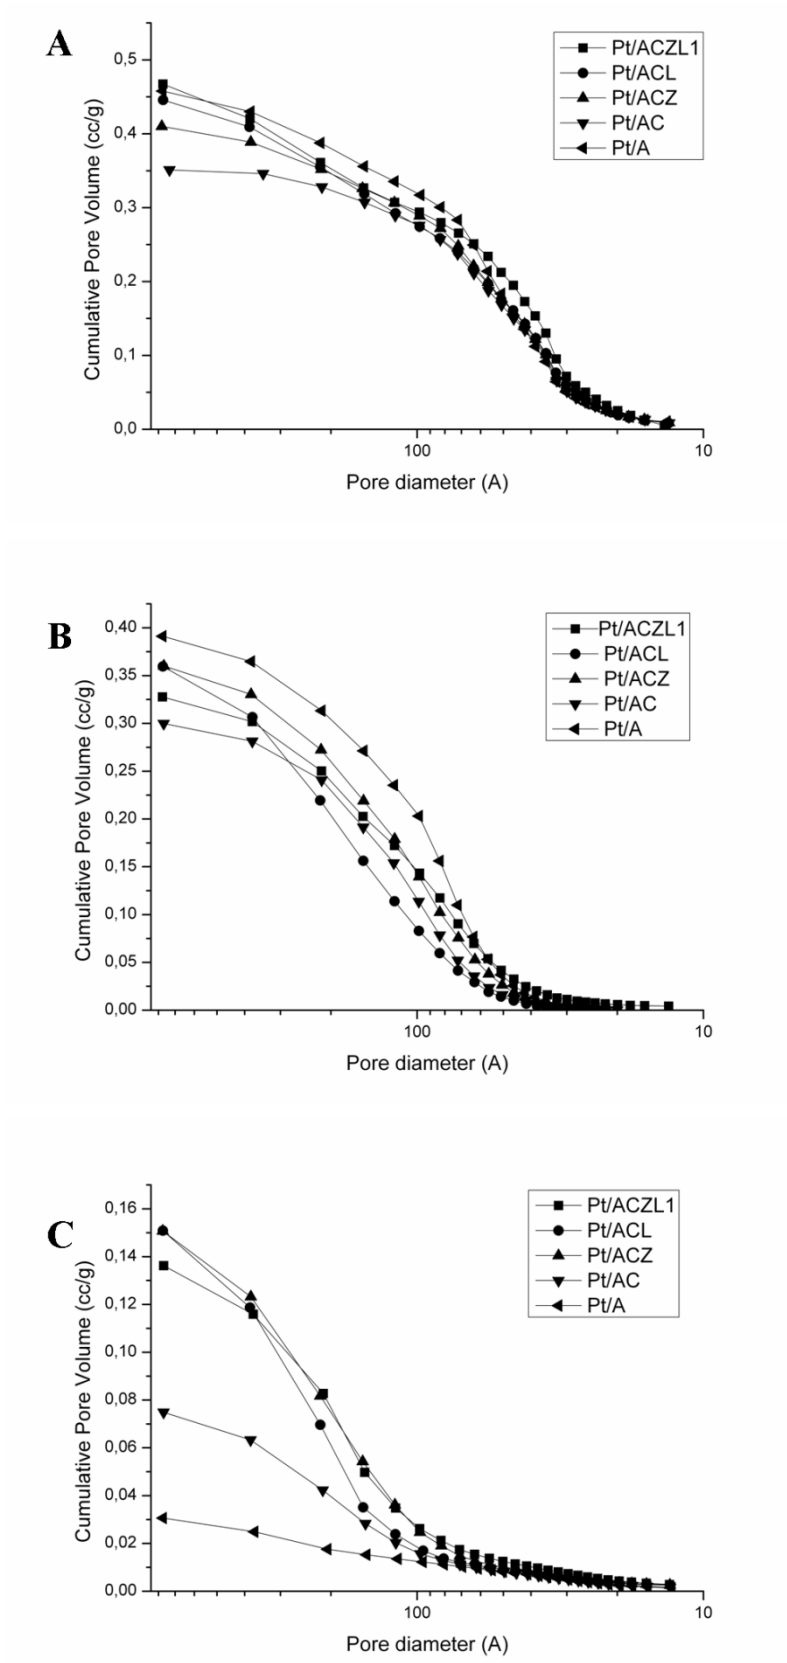 A
Cumulative Pore Volume (cc/g)
0,5
0,4
0,3
0,2
0,1
0,0
Pt/ACZL1
Pt/ACL
Pt/ACZ
Pt/AC
Pt/A
100
10
Pore diameter (A)
B
Cumulative Pore Volume (cc/g)
0,40
0,35
0,30
0,25
0,20
0,15
0,10
0,05
0,00
Pt/ACZL1
Pt/ACL
Pt/ACZ
Pt/AC
Pt/A
100
10
Pore diameter (A)
C
Cumulative Pore Volume (cc/g)
0,16
0,14
0,12
0,10
0,08
0,06
0,04
0,02
0,00
Pt/ACZL1
Pt/ACL
Pt/ACZ
Pt/AC
Pt/A
100
10
Pore diameter (A)